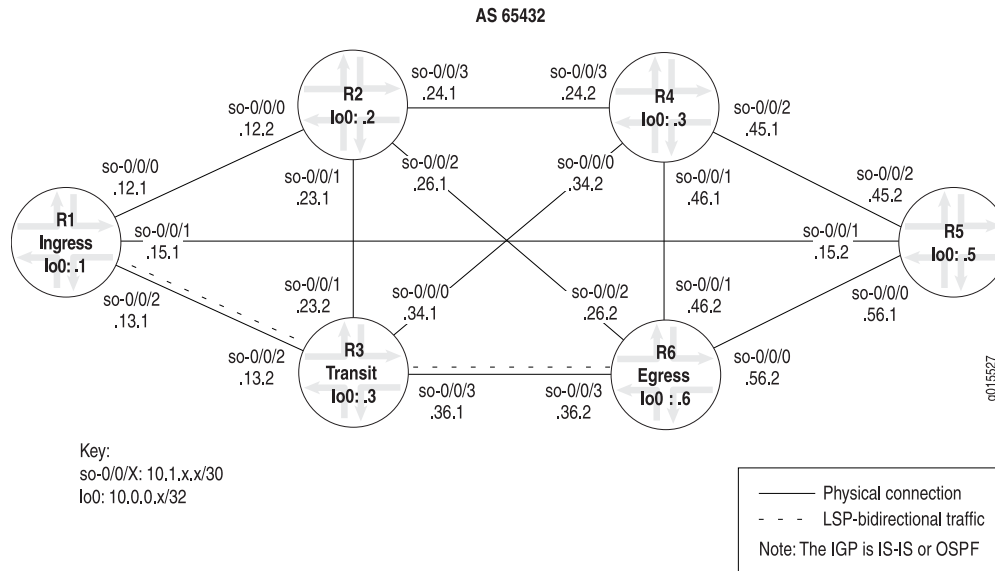 AS 65432
so-0/0/3
.24.1
so-0/0/3
.24.2
R2
lo0: .2
R4
lo0: .3
so-0/0/0
.12.2
so-0/0/2
.45.1
so-0/0/2
.26.1
so-0/0/0
.34.2
so-0/0/0
.12.1
so-0/0/1
.23.1
so-0/0/1
.46.1
so-0/0/2
.45.2
R1
Ingress
lo0: .1
so-0/0/1
.15.1
so-0/0/1
.15.2
R5
lo0: .5
so-0/0/2
.13.1
so-0/0/1
.23.2
so-0/0/0
.34.1
so-0/0/2
.26.2
so-0/0/1
.46.2
so-0/0/0
.56.1
so-0/0/2
.13.2
R3
Transit
lo0: .3
R6
Egress
lo0 : .6
so-0/0/0
.56.2
so-0/0/3
.36.1
so-0/0/3
.36.2
g015527
Key:
so-0/0/X: 10.1.x.x/30
lo0: 10.0.0.x/32
Physical connection
LSP-bidirectional traffic
Note: The IGP is IS-IS or OSPF